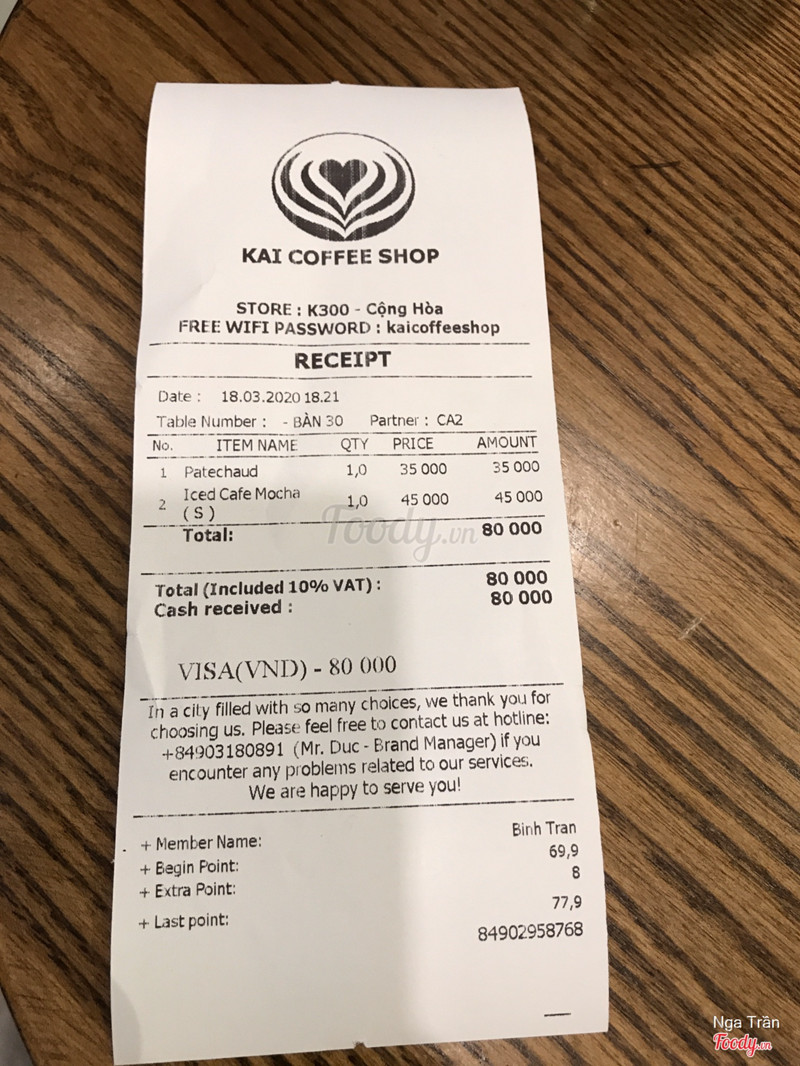 KAI COFFEE SHOP
STORE : K300 - Cộng Hòa
FREE WIFI PASSWORD : kaicoffeeshop
RECEIPT
Date : 18.03.2020 18.21
Table Number : - BÀN 30 Partner : CA2
No. ITEM NAME QTY PRICE AMOUNT
1 Patechaud 1,0 35 000 35 000
2 Iced Cafe Mocha 1,0 45 000 45 000
( S )
Total: 80 000
Foody.vn
Total (Included 10% VAT) : 80 000
Cash received : 80 000
VISA(VND) - 80 000
In a city filled with so many choices, we thank you for
choosing us. Please feel free to contact us at hotline:
+84903180891 (Mr. Duc - Brand Manager) if you
encounter any problems related to our services.
We are happy to serve you!
+ Member Name: Binh Tran
+ Begin Point: 69,9
+ Extra Point: 8
+ Last point: 77,9
84902958768
Nga Trần
Foody.vn